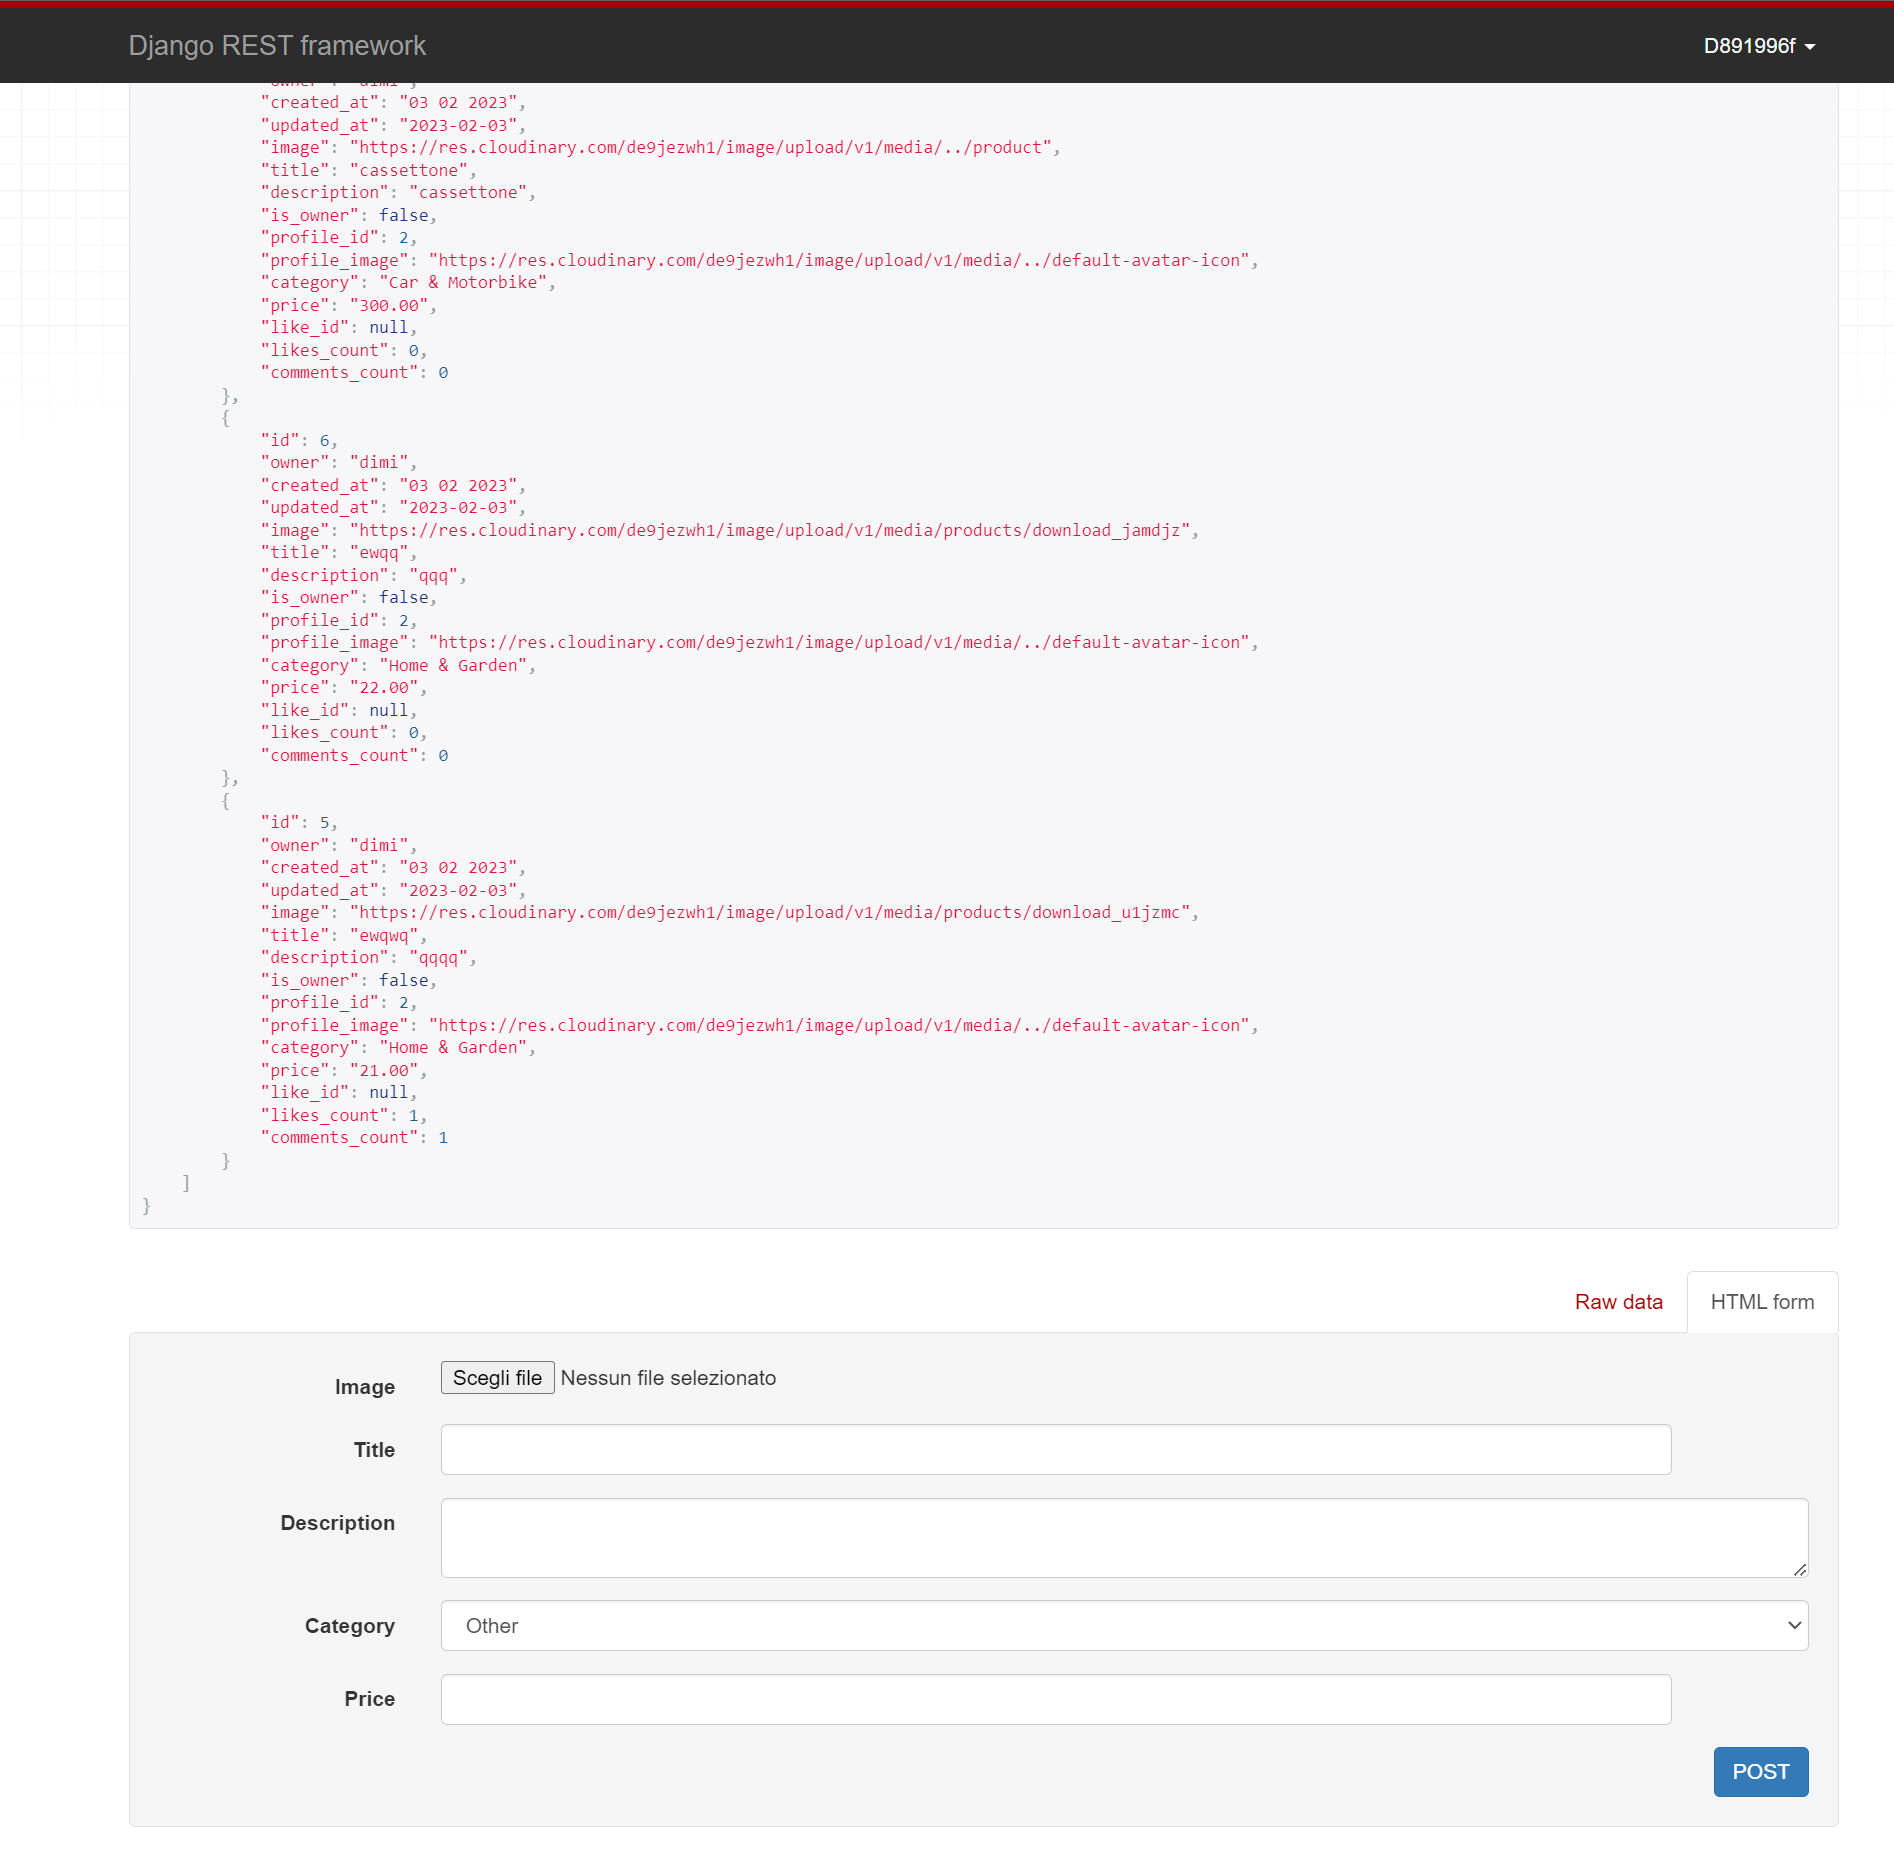 Django REST framework
D891996f
"owner": "dimi",
"created_at": "03 02 2023",
"updated_at": "2023-02-03",
"image": "https://res.cloudinary.com/de9jezwh1/image/upload/v1/media/../product",
"title": "cassettone",
"description": "cassettone",
"is_owner": false,
"profile_id": 2,
"profile_image": "https://res.cloudinary.com/de9jezwh1/image/upload/v1/media/../default-avatar-icon",
"category": "Car & Motorbike",
"price": "300.00",
"like_id": null,
"likes_count": 0,
"comments_count": 0
},
{
"id": 6,
"owner": "dimi",
"created_at": "03 02 2023",
"updated_at": "2023-02-03",
"image": "https://res.cloudinary.com/de9jezwh1/image/upload/v1/media/products/download_jamdjz",
"title": "ewqq",
"description": "qqq",
"is_owner": false,
"profile_id": 2,
"profile_image": "https://res.cloudinary.com/de9jezwh1/image/upload/v1/media/../default-avatar-icon",
"category": "Home & Garden",
"price": "22.00",
"like_id": null,
"likes_count": 0,
"comments_count": 0
},
{
"id": 5,
"owner": "dimi",
"created_at": "03 02 2023",
"updated_at": "2023-02-03",
"image": "https://res.cloudinary.com/de9jezwh1/image/upload/v1/media/products/download_u1jzmc",
"title": "ewqwq",
"description": "qqqq",
"is_owner": false,
"profile_id": 2,
"profile_image": "https://res.cloudinary.com/de9jezwh1/image/upload/v1/media/../default-avatar-icon",
"category": "Home & Garden",
"price": "21.00",
"like_id": null,
"likes_count": 1,
"comments_count": 1
}
]
}
Raw data
HTML form
Image
Scegli file Nessun file selezionato
Title
Description
Category
Other
Price
POST